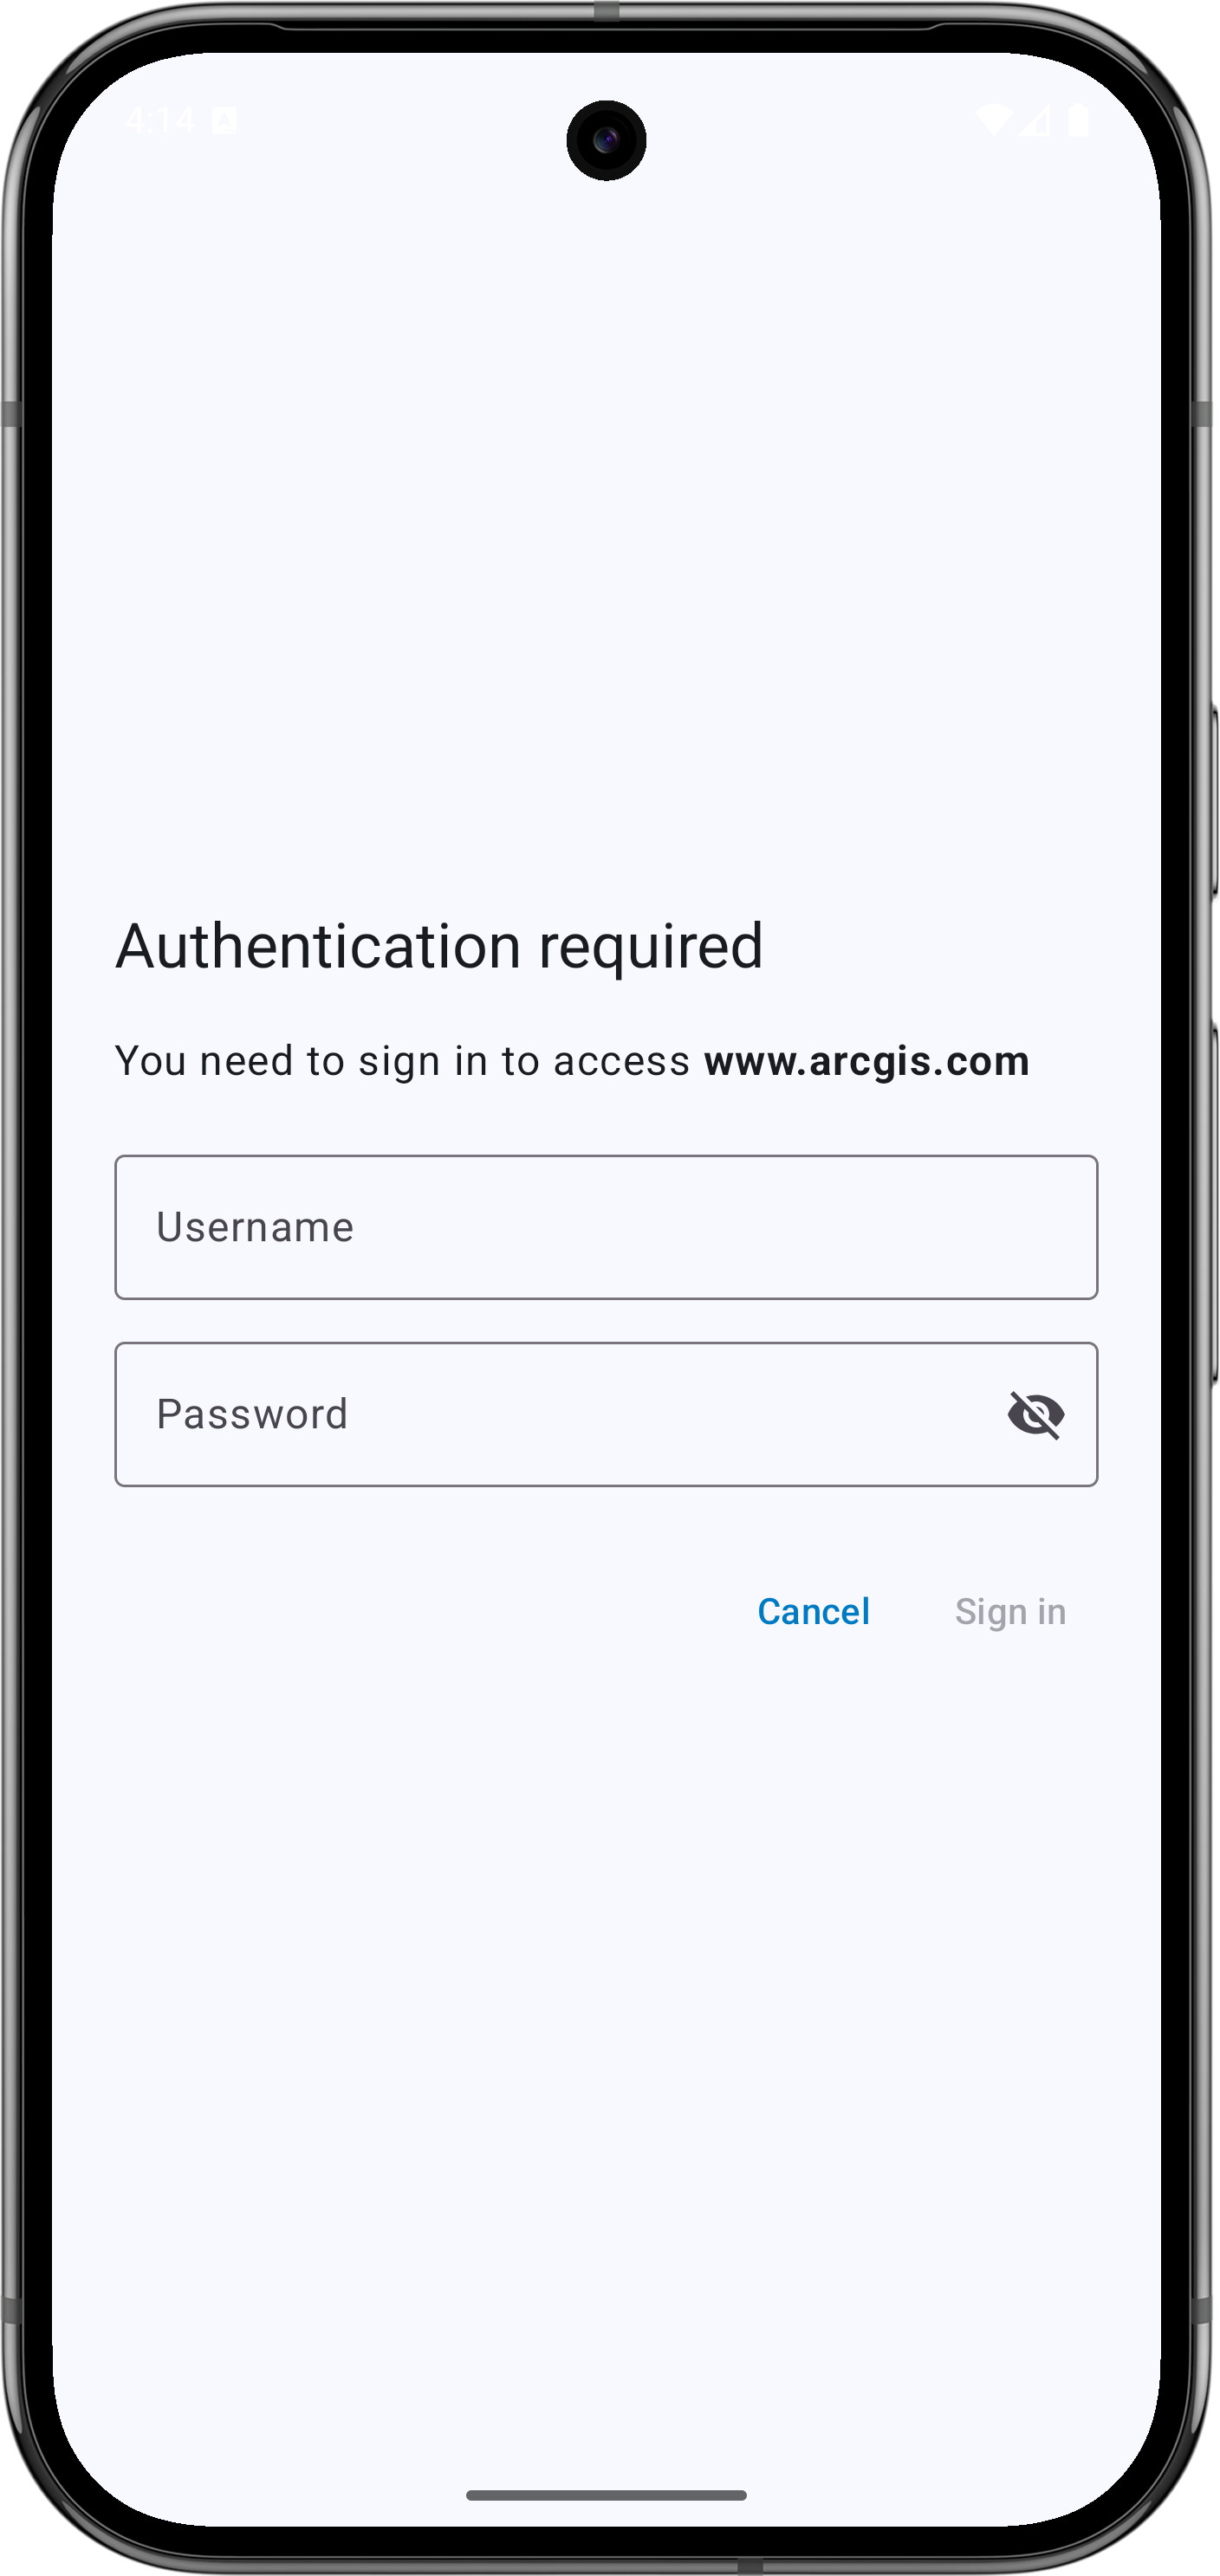 4:14
Authentication required
You need to sign in to access www.arcgis.com
Username
Password
Cancel Sign in